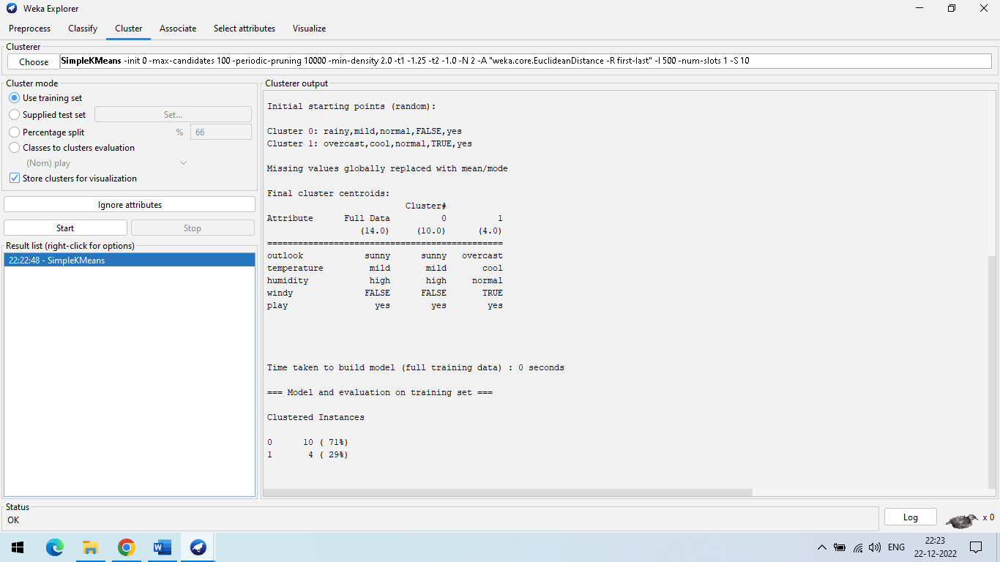 Weka Explorer
Preprocess Classify Cluster Associate Select attributes Visualize
Clusterer
Choose SimpleKMeans -init 0 -max-candidates 100 -periodic-pruning 10000 -min-density 2.0 -t1 -1.25 -t2 -1.0 -N 2 -A "weka.core.EuclideanDistance -R first-last" -I 500 -num-slots 1 -S 10
Cluster mode
Use training set
Supplied test set Set...
Percentage split % 66
Classes to clusters evaluation
(Nom) play
Store clusters for visualization
Ignore attributes
Start Stop
Result list (right-click for options)
22:22:48 - SimpleKMeans
Clusterer output
Initial starting points (random):
Cluster 0: rainy,mild,normal,FALSE,yes
Cluster 1: overcast,cool,normal,TRUE,yes
Missing values globally replaced with mean/mode
Final cluster centroids:
Cluster#
Attribute Full Data 0 1
(14.0) (10.0) (4.0)
==============================================
outlook sunny sunny overcast
temperature mild mild cool
humidity high high normal
windy FALSE FALSE TRUE
play yes yes yes
Time taken to build model (full training data) : 0 seconds
=== Model and evaluation on training set ===
Clustered Instances
0 10 ( 71%)
1 4 ( 29%)
Status
OK
Log x 0
ENG 22:23
22-12-2022